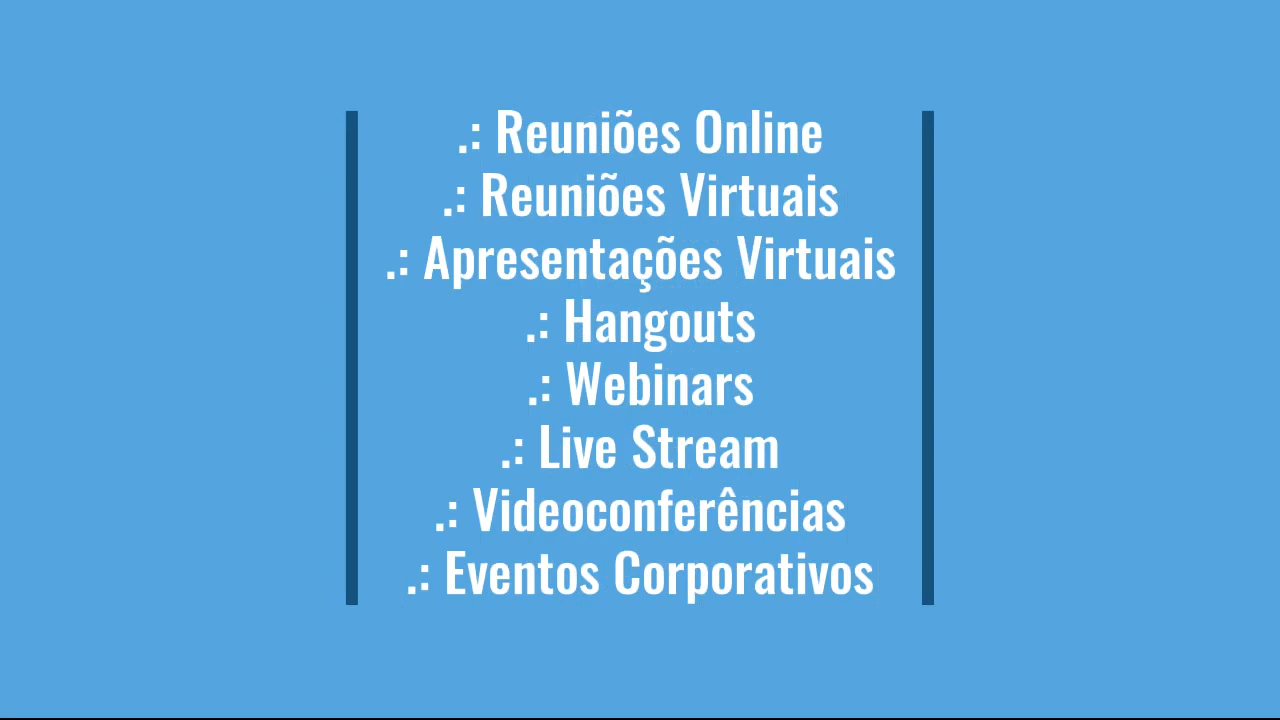 .: Reuniões Online
.: Reuniões Virtuais
.: Apresentações Virtuais
.: Hangouts
.: Webinars
.: Live Stream
.: Videoconferências
.: Eventos Corporativos